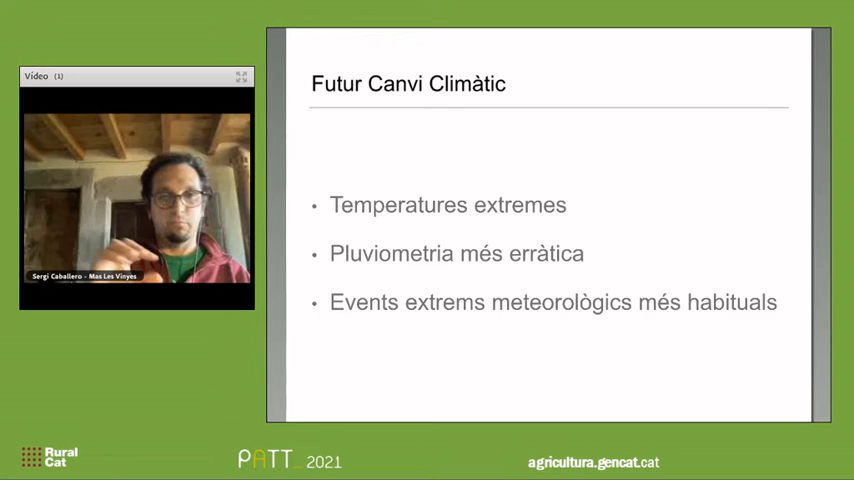 Vídeo (1)
Sergi Caballero - Mas Les Vinyes
Futur Canvi Climàtic
• Temperatures extremes
• Pluviometria més erràtica
• Events extrems meteorològics més habituals
Rural
Cat
PATT_ 2021
agricultura.gencat.cat